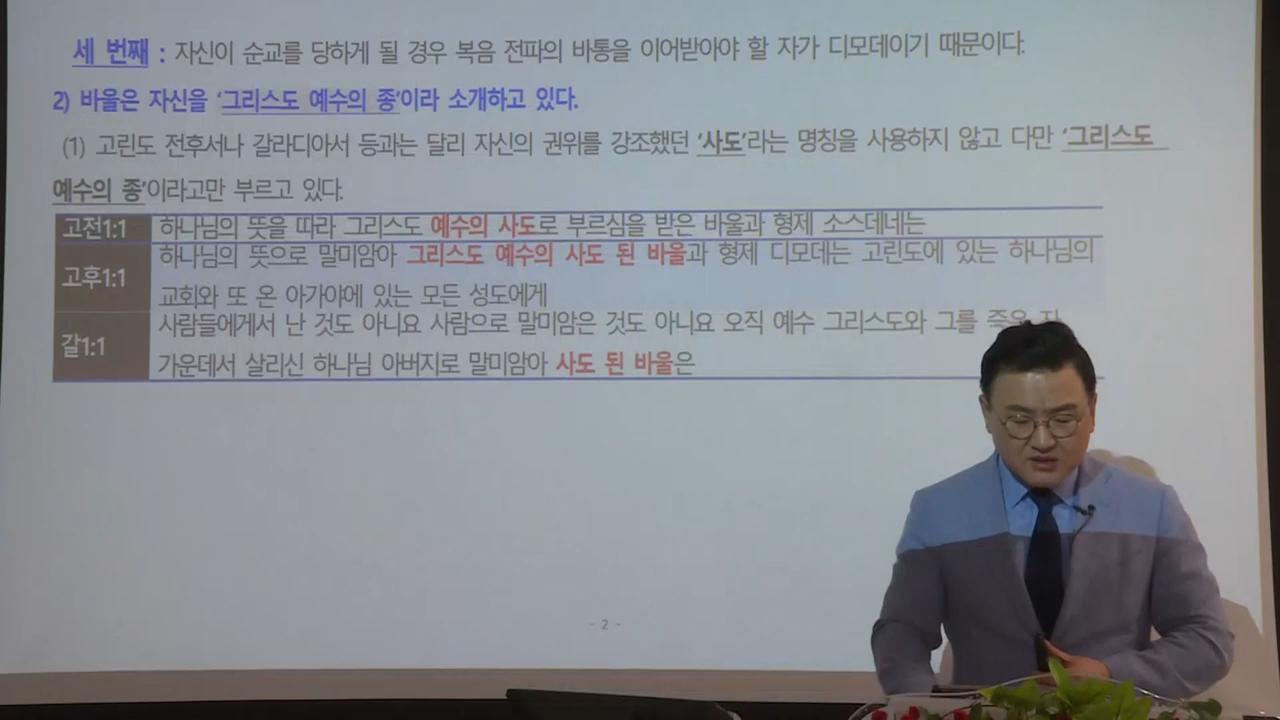 세 번째 : 자신이 순교를 당하게 될 경우 복음 전파의 바통을 이어받아야 할 자가 디모데이기 때문이다.
2) 바울은 자신을 '그리스도 예수의 종'이라 소개하고 있다.
(1) 고린도 전후서나 갈라디아서 등과는 달리 자신의 권위를 강조했던 '사도'라는 명칭을 사용하지 않고 다만 '그리스도
예수의 종'이라고만 부르고 있다.
고전1:1 하나님의 뜻을 따라 그리스도 예수의 사도로 부르심을 받은 바울과 형제 소스데네는
고후1:1 하나님의 뜻으로 말미암아 그리스도 예수의 사도 된 바울과 형제 디모데는 고린도에 있는 하나님의
교회와 또 온 아가야에 있는 모든 성도에게
갈1:1 사람들에게서 난 것도 아니요 사람으로 말미암은 것도 아니요 오직 예수 그리스도와 그를 죽은 자
가운데서 살리신 하나님 아버지로 말미암아 사도 된 바울은
- 2 -